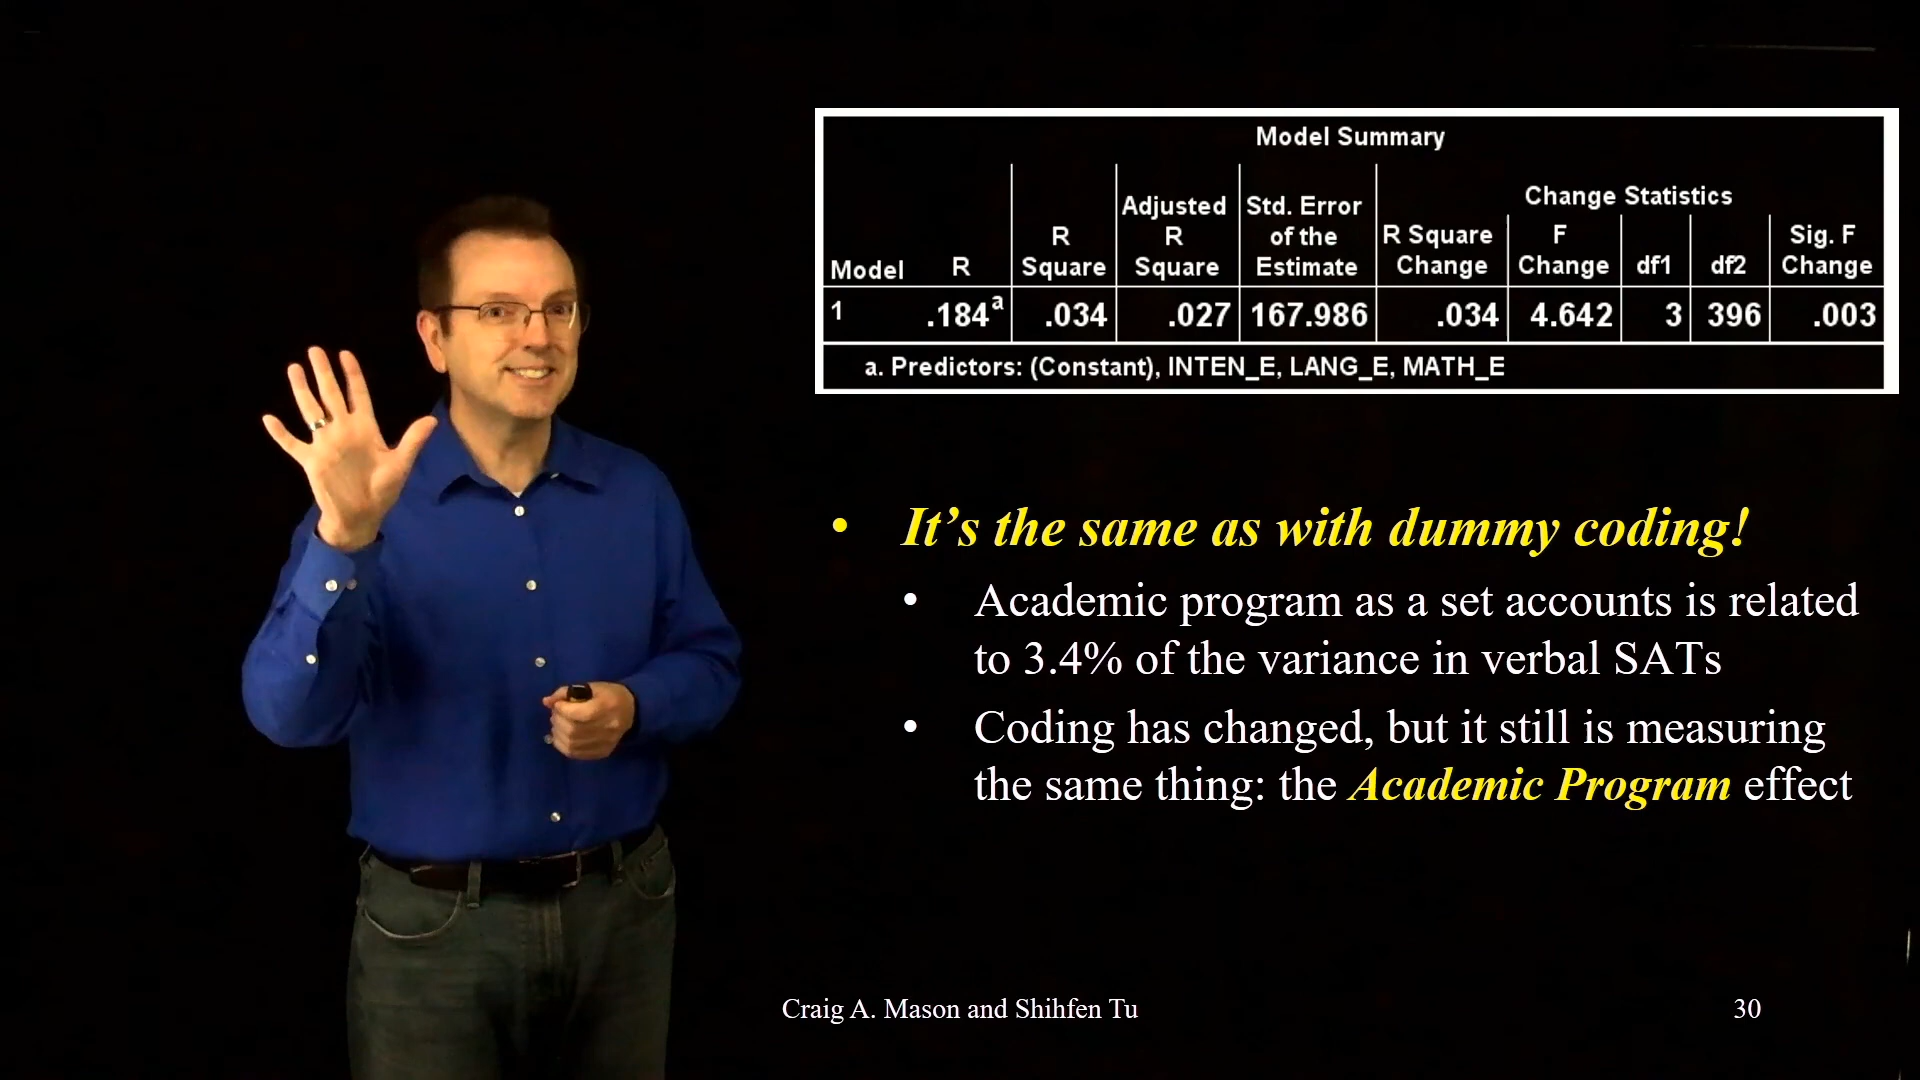 Model Summary
Model R R Square Adjusted R Square Std. Error of the Estimate Change Statistics
R Square Change F Change df1 df2 Sig. F Change
1 .184a .034 .027 167.986 .034 4.642 3 396 .003
a. Predictors: (Constant), INTEN_E, LANG_E, MATH_E
• It's the same as with dummy coding!
• Academic program as a set accounts is related
to 3.4% of the variance in verbal SATs
• Coding has changed, but it still is measuring
the same thing: the Academic Program effect
Craig A. Mason and Shihfen Tu
30